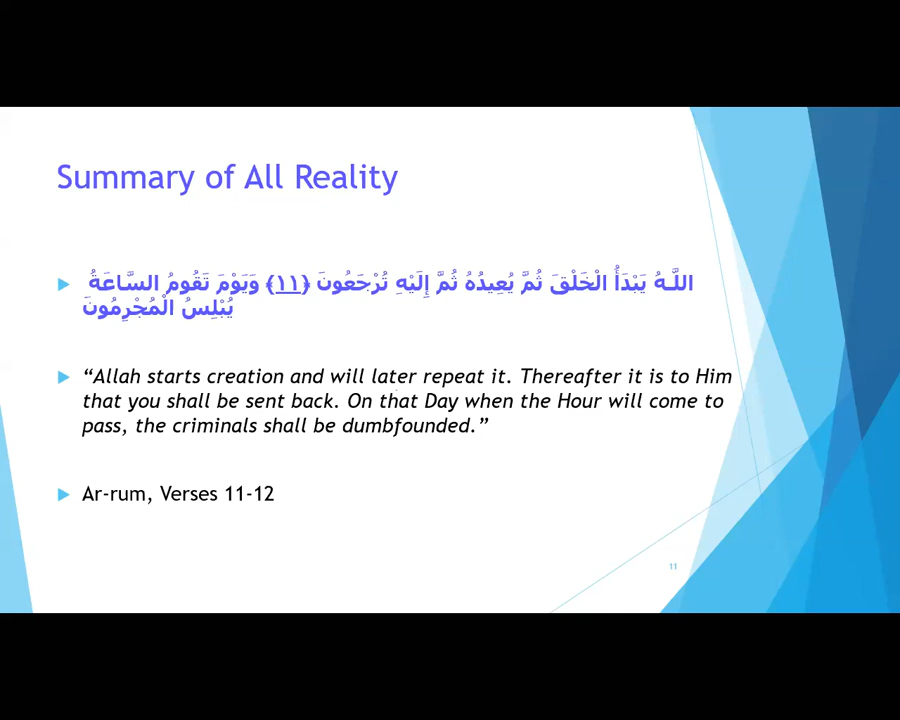 Summary of All Reality
اللَّـهُ يَبْدَأُ الْخَلْقَ ثُمَّ يُعِيدُهُ ثُمَّ إِلَيْهِ تُرْجَعُونَ ﴿١١﴾ وَيَوْمَ تَقُومُ السَّاعَةُ
يُبْلِسُ الْمُجْرِمُونَ
“Allah starts creation and will later repeat it. Thereafter it is to Him
that you shall be sent back. On that Day when the Hour will come to
pass, the criminals shall be dumbfounded.”
Ar-rum, Verses 11-12
11